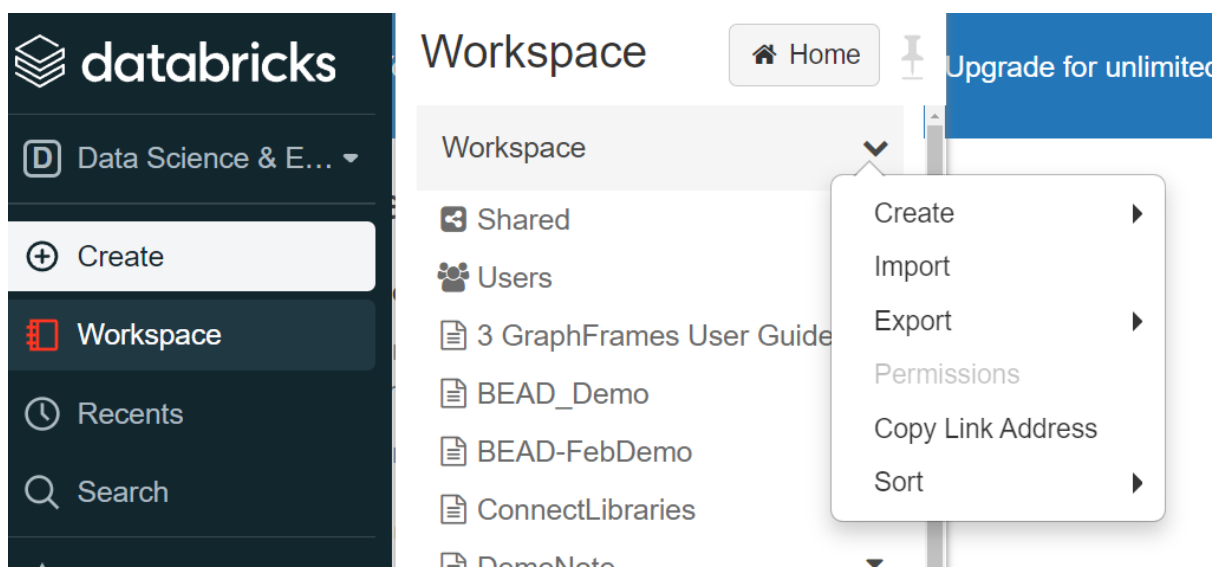 databricks
Data Science & E...
Create
Workspace
Recents
Search
Workspace
Home
Workspace
Shared
Users
3 GraphFrames User Guide
BEAD_Demo
BEAD-FebDemo
ConnectLibraries
DemoNote
Create
Import
Export
Permissions
Copy Link Address
Sort
Upgrade for unlimited